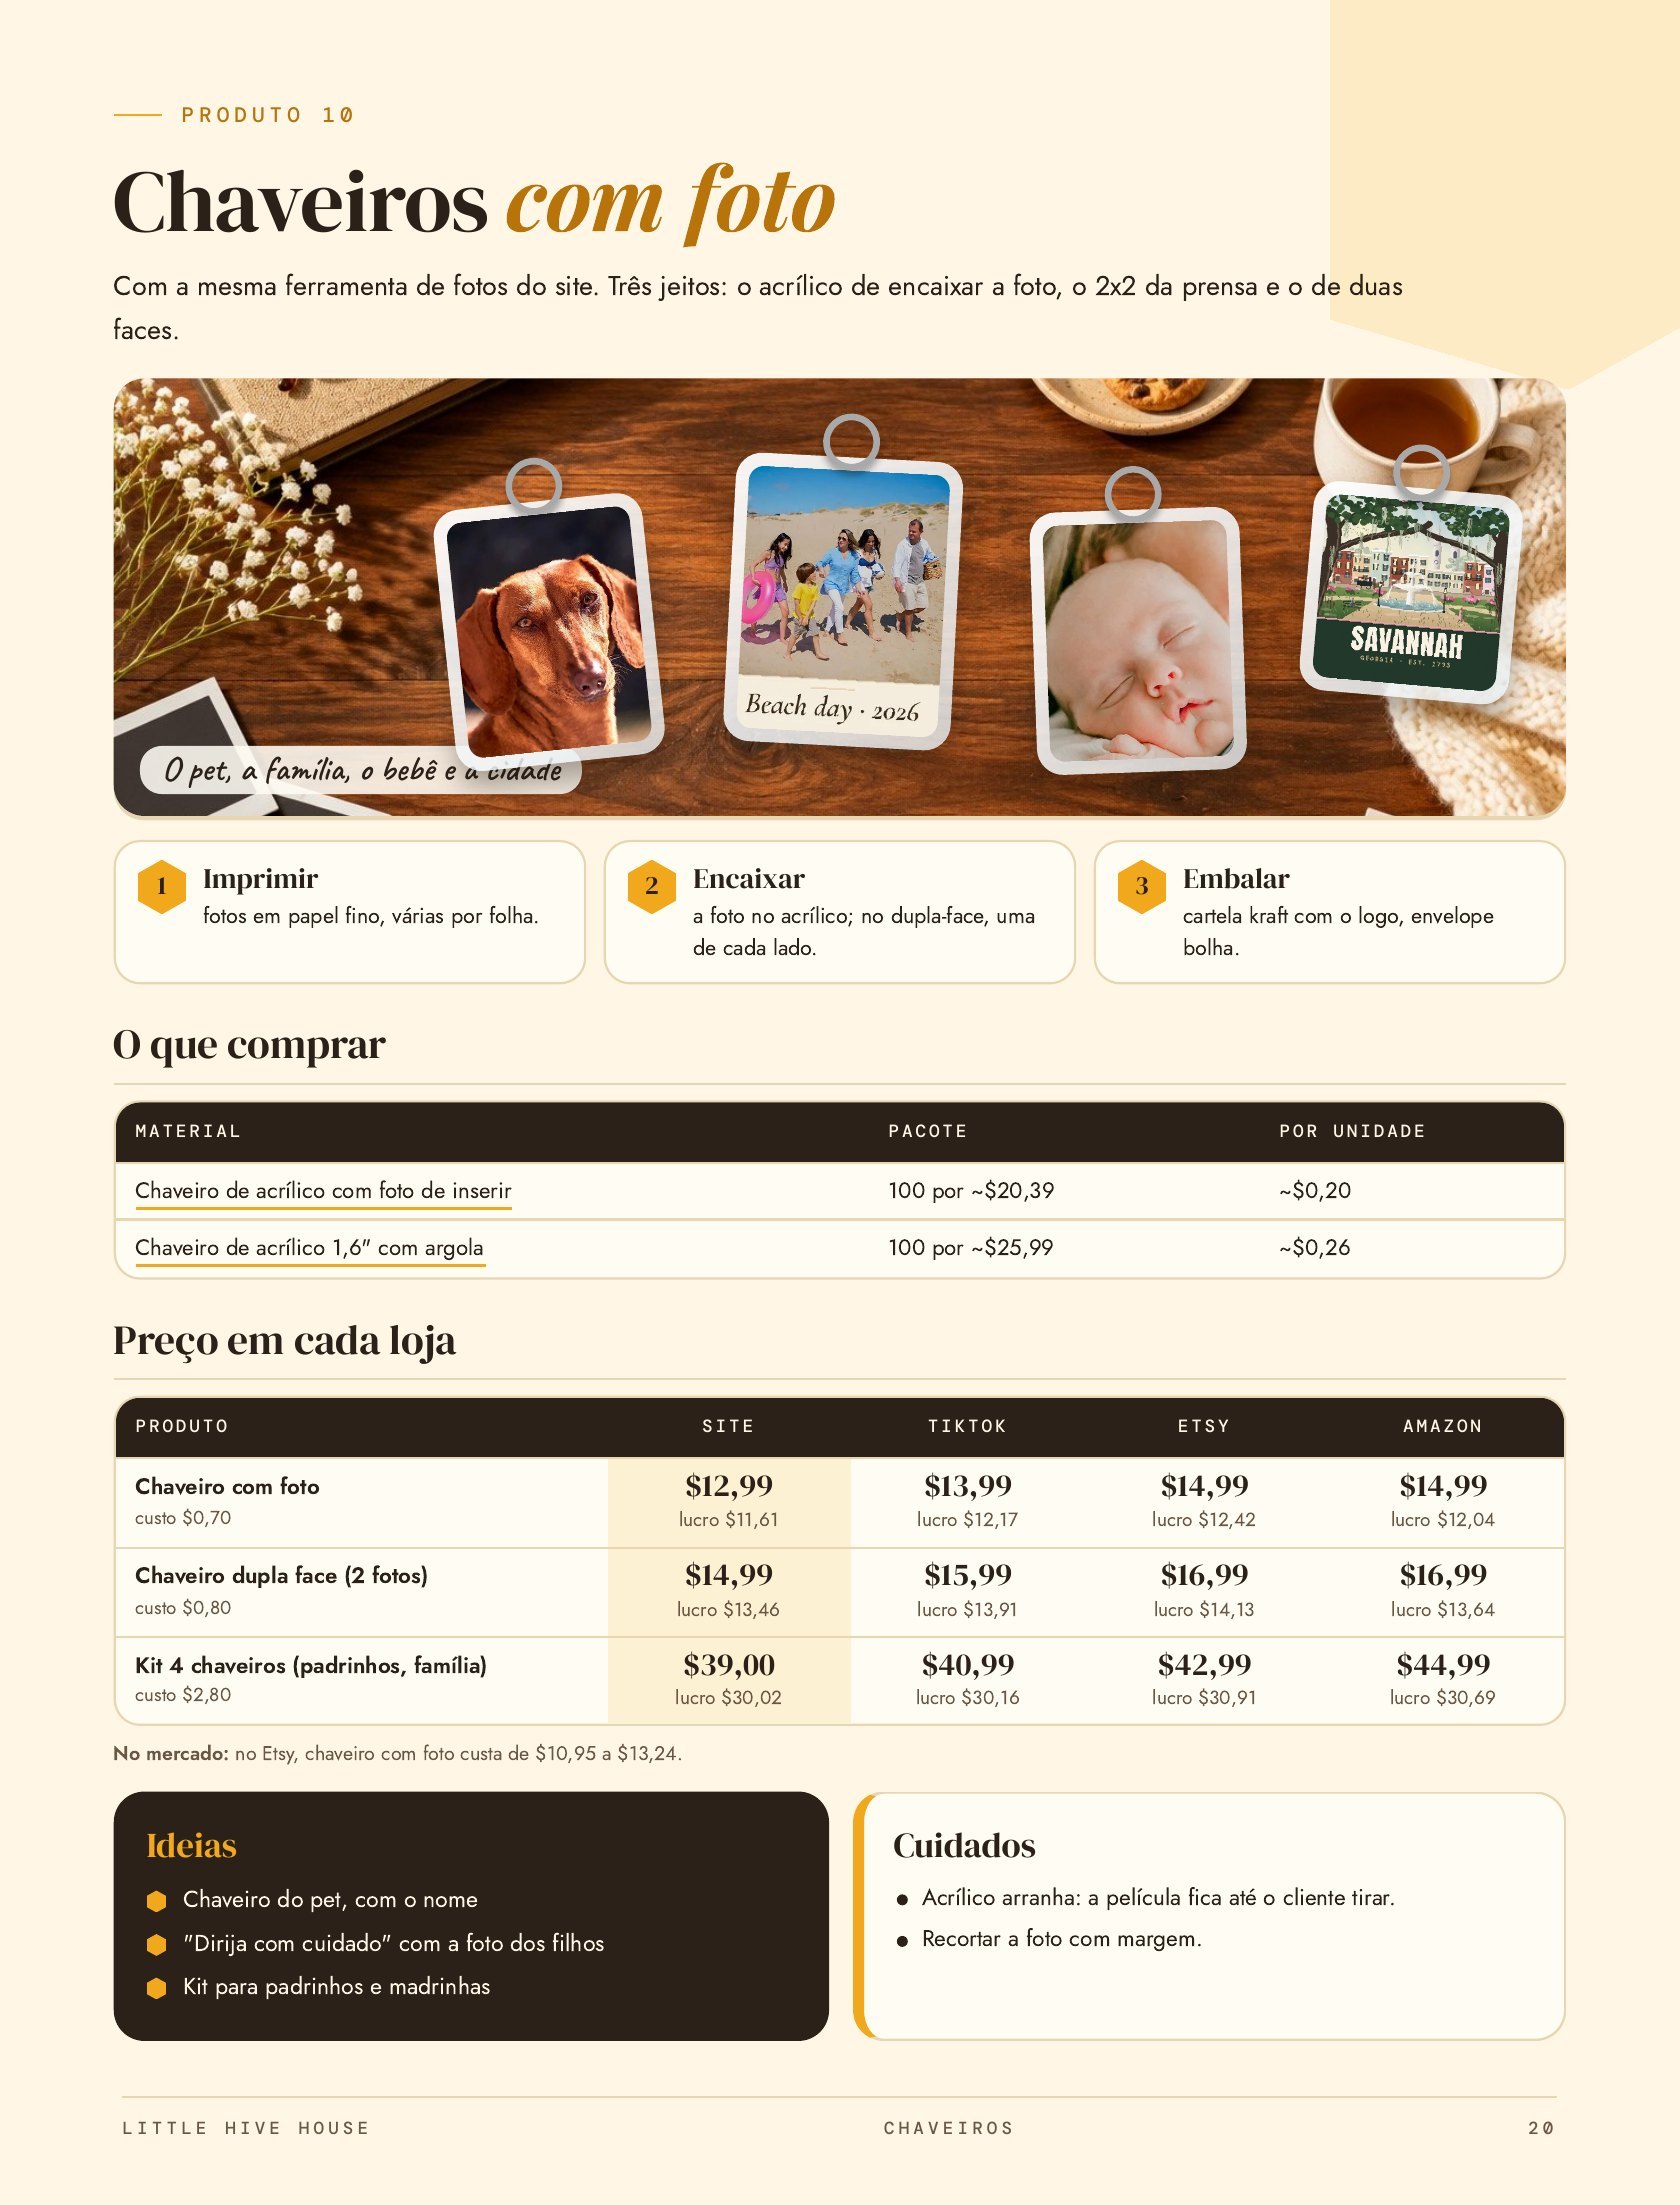 PRODUTO 10
Chaveiros com foto
Com a mesma ferramenta de fotos do site. Três jeitos: o acrílico de encaixar a foto, o 2x2 da prensa e o de duas
faces.
Beach day · 2026
SAVANNAH
GEORGIA · EST. 1733
O pet, a família, o bebê e a cidade
1 Imprimir
fotos em papel fino, várias por folha.
2 Encaixar
a foto no acrílico; no dupla-face, uma
de cada lado.
3 Embalar
cartela kraft com o logo, envelope
bolha.
O que comprar
MATERIAL PACOTE POR UNIDADE
Chaveiro de acrílico com foto de inserir 100 por ~$20,39 ~$0,20
Chaveiro de acrílico 1,6" com argola 100 por ~$25,99 ~$0,26
Preço em cada loja
PRODUTO SITE TIKTOK ETSY AMAZON
Chaveiro com foto $12,99 $13,99 $14,99 $14,99
custo $0,70 lucro $11,61 lucro $12,17 lucro $12,42 lucro $12,04
Chaveiro dupla face (2 fotos) $14,99 $15,99 $16,99 $16,99
custo $0,80 lucro $13,46 lucro $13,91 lucro $14,13 lucro $13,64
Kit 4 chaveiros (padrinhos, família) $39,00 $40,99 $42,99 $44,99
custo $2,80 lucro $30,02 lucro $30,16 lucro $30,91 lucro $30,69
No mercado: no Etsy, chaveiro com foto custa de $10,95 a $13,24.
Ideias
Chaveiro do pet, com o nome
"Dirija com cuidado" com a foto dos filhos
Kit para padrinhos e madrinhas
Cuidados
Acrílico arranha: a película fica até o cliente tirar.
Recortar a foto com margem.
LITTLE HIVE HOUSE CHAVEIROS 20